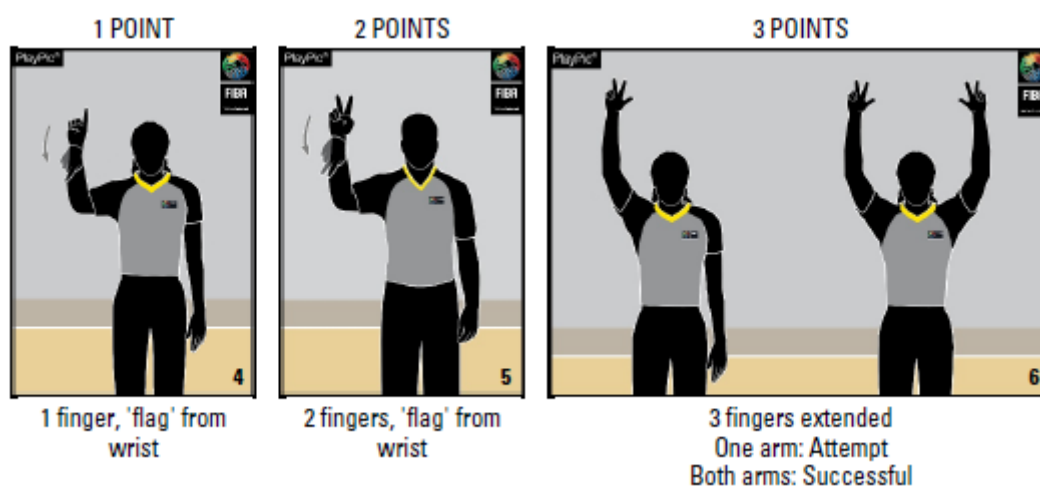 1 POINT
2 POINTS
3 POINTS
PlayPic®
FIBA
PlayPic®
FIBA
PlayPic®
4
5
6
1 finger, 'flag' from
wrist
2 fingers, 'flag' from
wrist
3 fingers extended
One arm: Attempt
Both arms: Successful